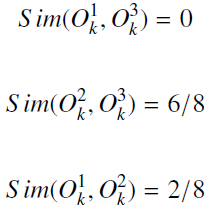 Sim(O_k^1, O_k^3) = 0
Sim(O_k^2, O_k^3) = 6/8
Sim(O_k^1, O_k^2) = 2/8